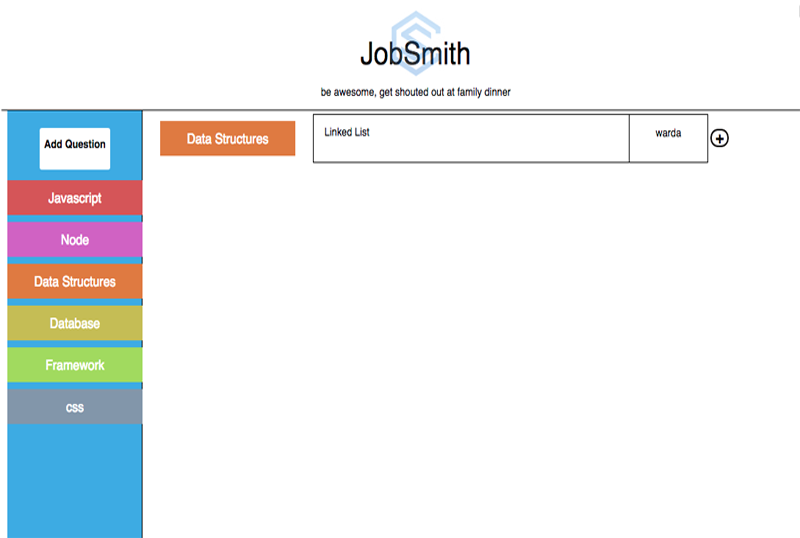 JobSmith
be awesome, get shouted out at family dinner
Add Question
Javascript
Node
Data Structures
Database
Framework
css
Data Structures
Linked List
warda